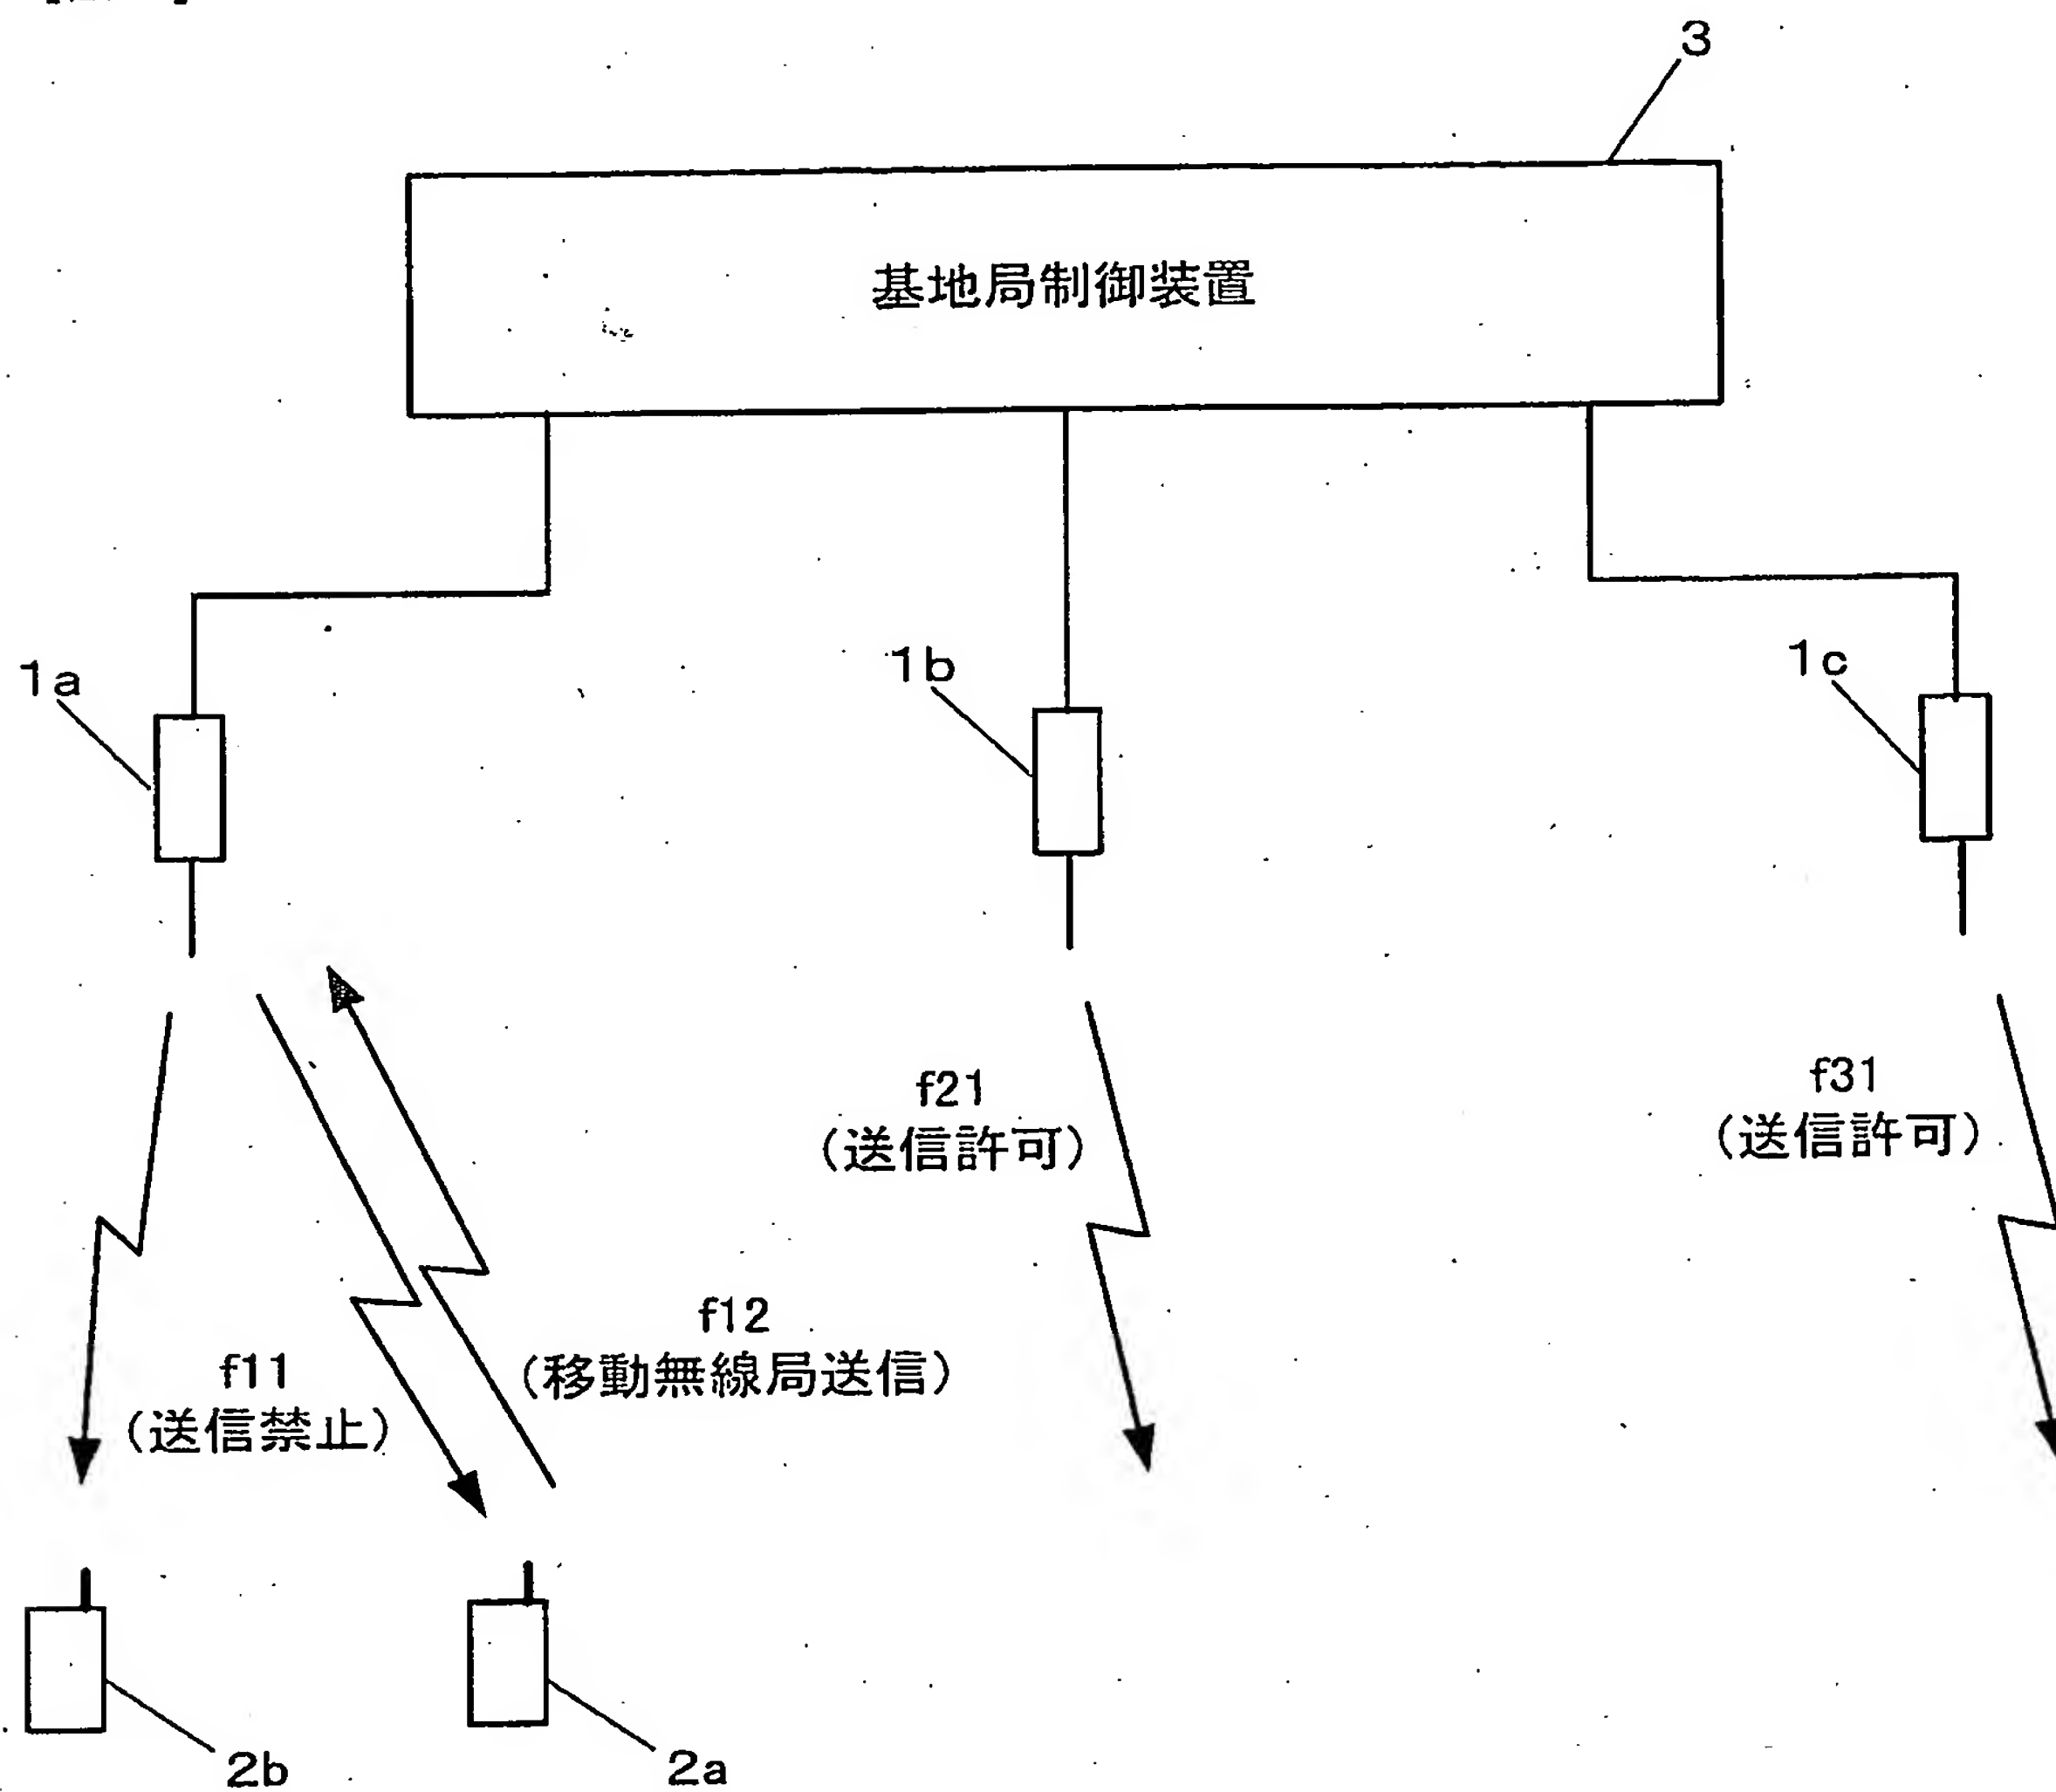 3
基地局制御装置
1a
1b
1c
f21
(送信許可)
f31
(送信許可)
f12
(移動無線局送信)
f11
(送信禁止)
2b
2a